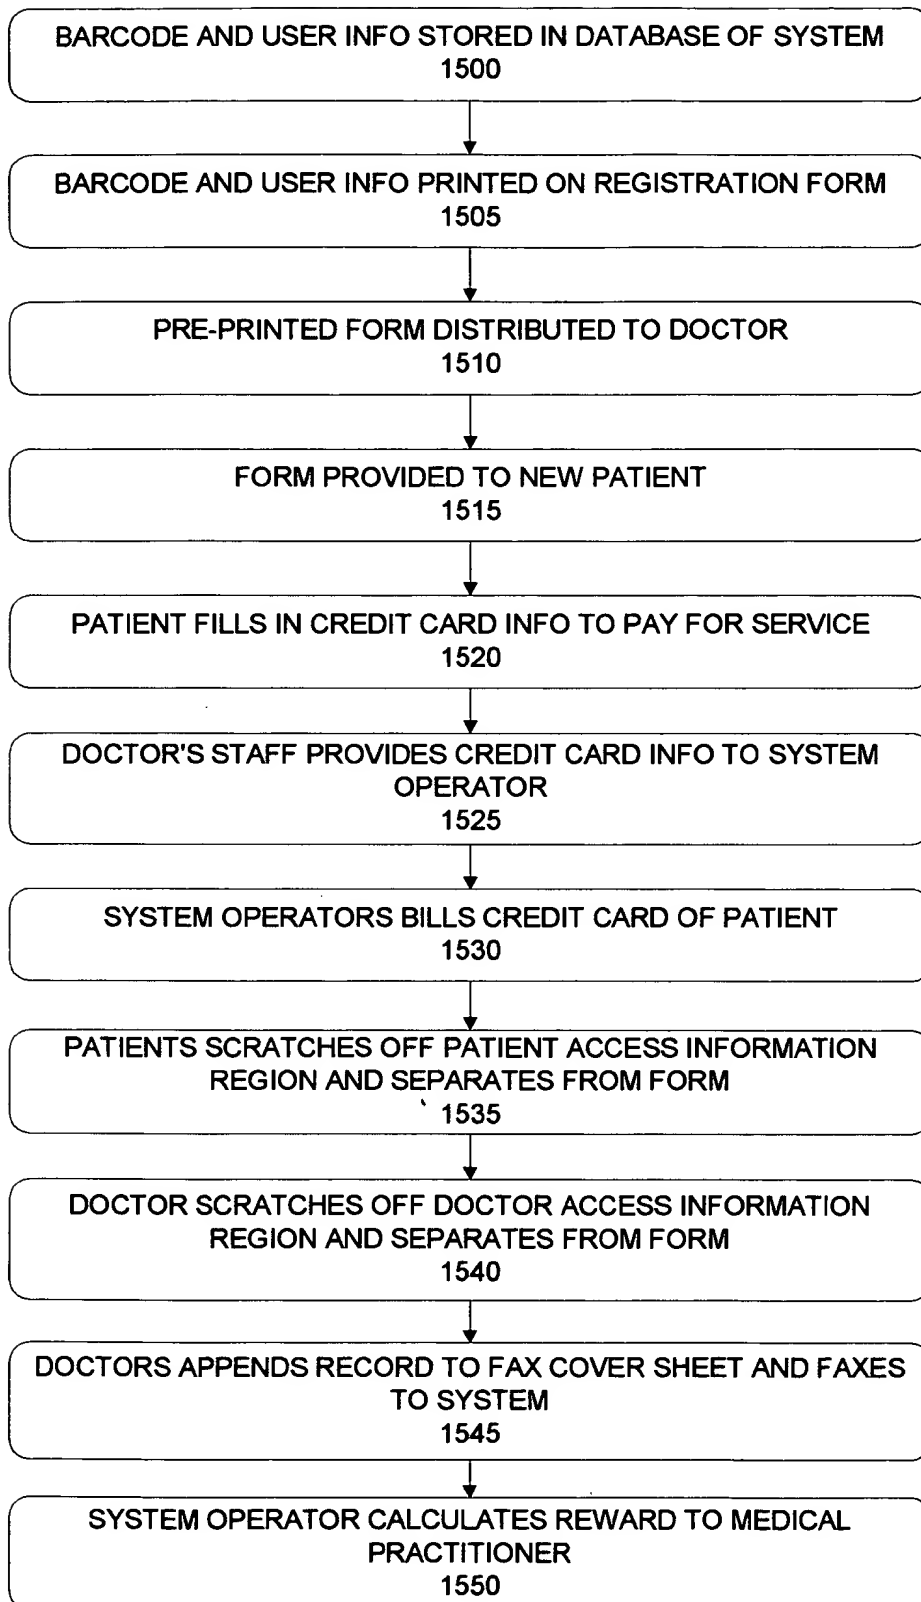 BARCODE AND USER INFO STORED IN DATABASE OF SYSTEM
1500
BARCODE AND USER INFO PRINTED ON REGISTRATION FORM
1505
PRE-PRINTED FORM DISTRIBUTED TO DOCTOR
1510
FORM PROVIDED TO NEW PATIENT
1515
PATIENT FILLS IN CREDIT CARD INFO TO PAY FOR SERVICE
1520
DOCTOR'S STAFF PROVIDES CREDIT CARD INFO TO SYSTEM
OPERATOR
1525
SYSTEM OPERATORS BILLS CREDIT CARD OF PATIENT
1530
PATIENTS SCRATCHES OFF PATIENT ACCESS INFORMATION
REGION AND SEPARATES FROM FORM
1535
DOCTOR SCRATCHES OFF DOCTOR ACCESS INFORMATION
REGION AND SEPARATES FROM FORM
1540
DOCTORS APPENDS RECORD TO FAX COVER SHEET AND FAXES
TO SYSTEM
1545
SYSTEM OPERATOR CALCULATES REWARD TO MEDICAL
PRACTITIONER
1550